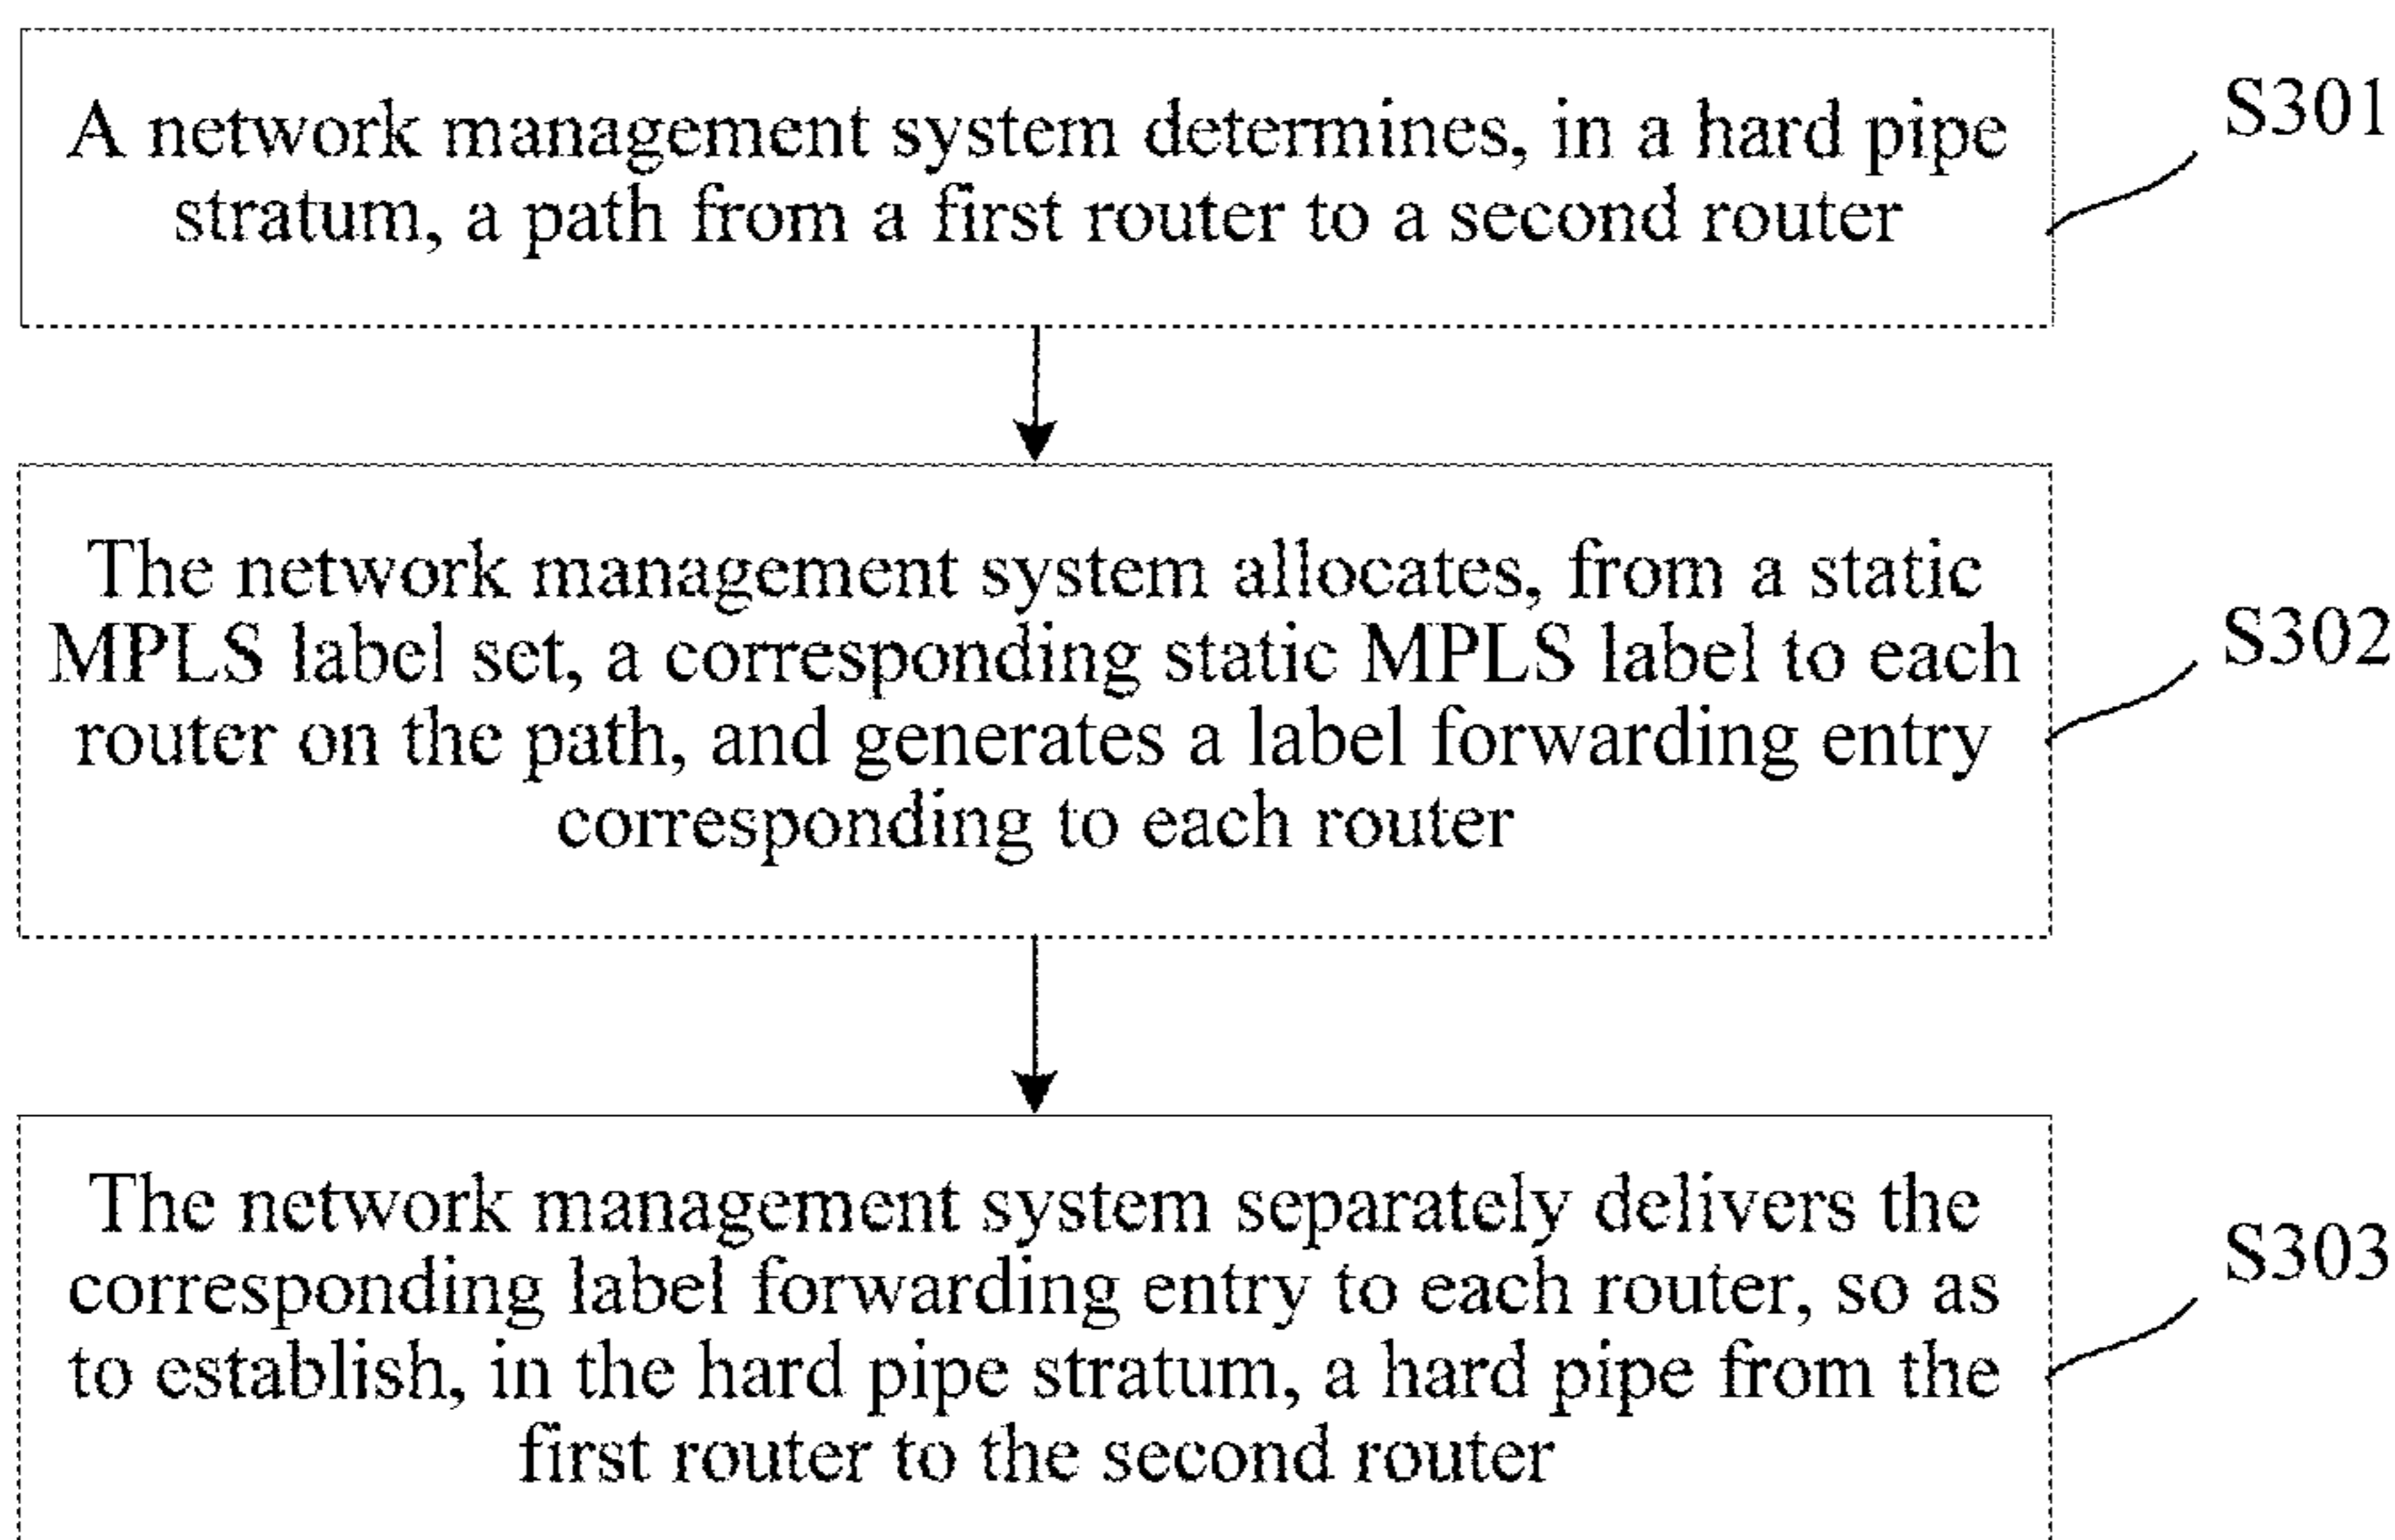 A network management system determines, in a hard pipe
stratum, a path from a first router to a second router
S301
The network management system allocates, from a static
MPLS label set, a corresponding static MPLS label to each
router on the path, and generates a label forwarding entry
corresponding to each router
S302
The network management system separately delivers the
corresponding label forwarding entry to each router, so as
to establish, in the hard pipe stratum, a hard pipe from the
first router to the second router
S303